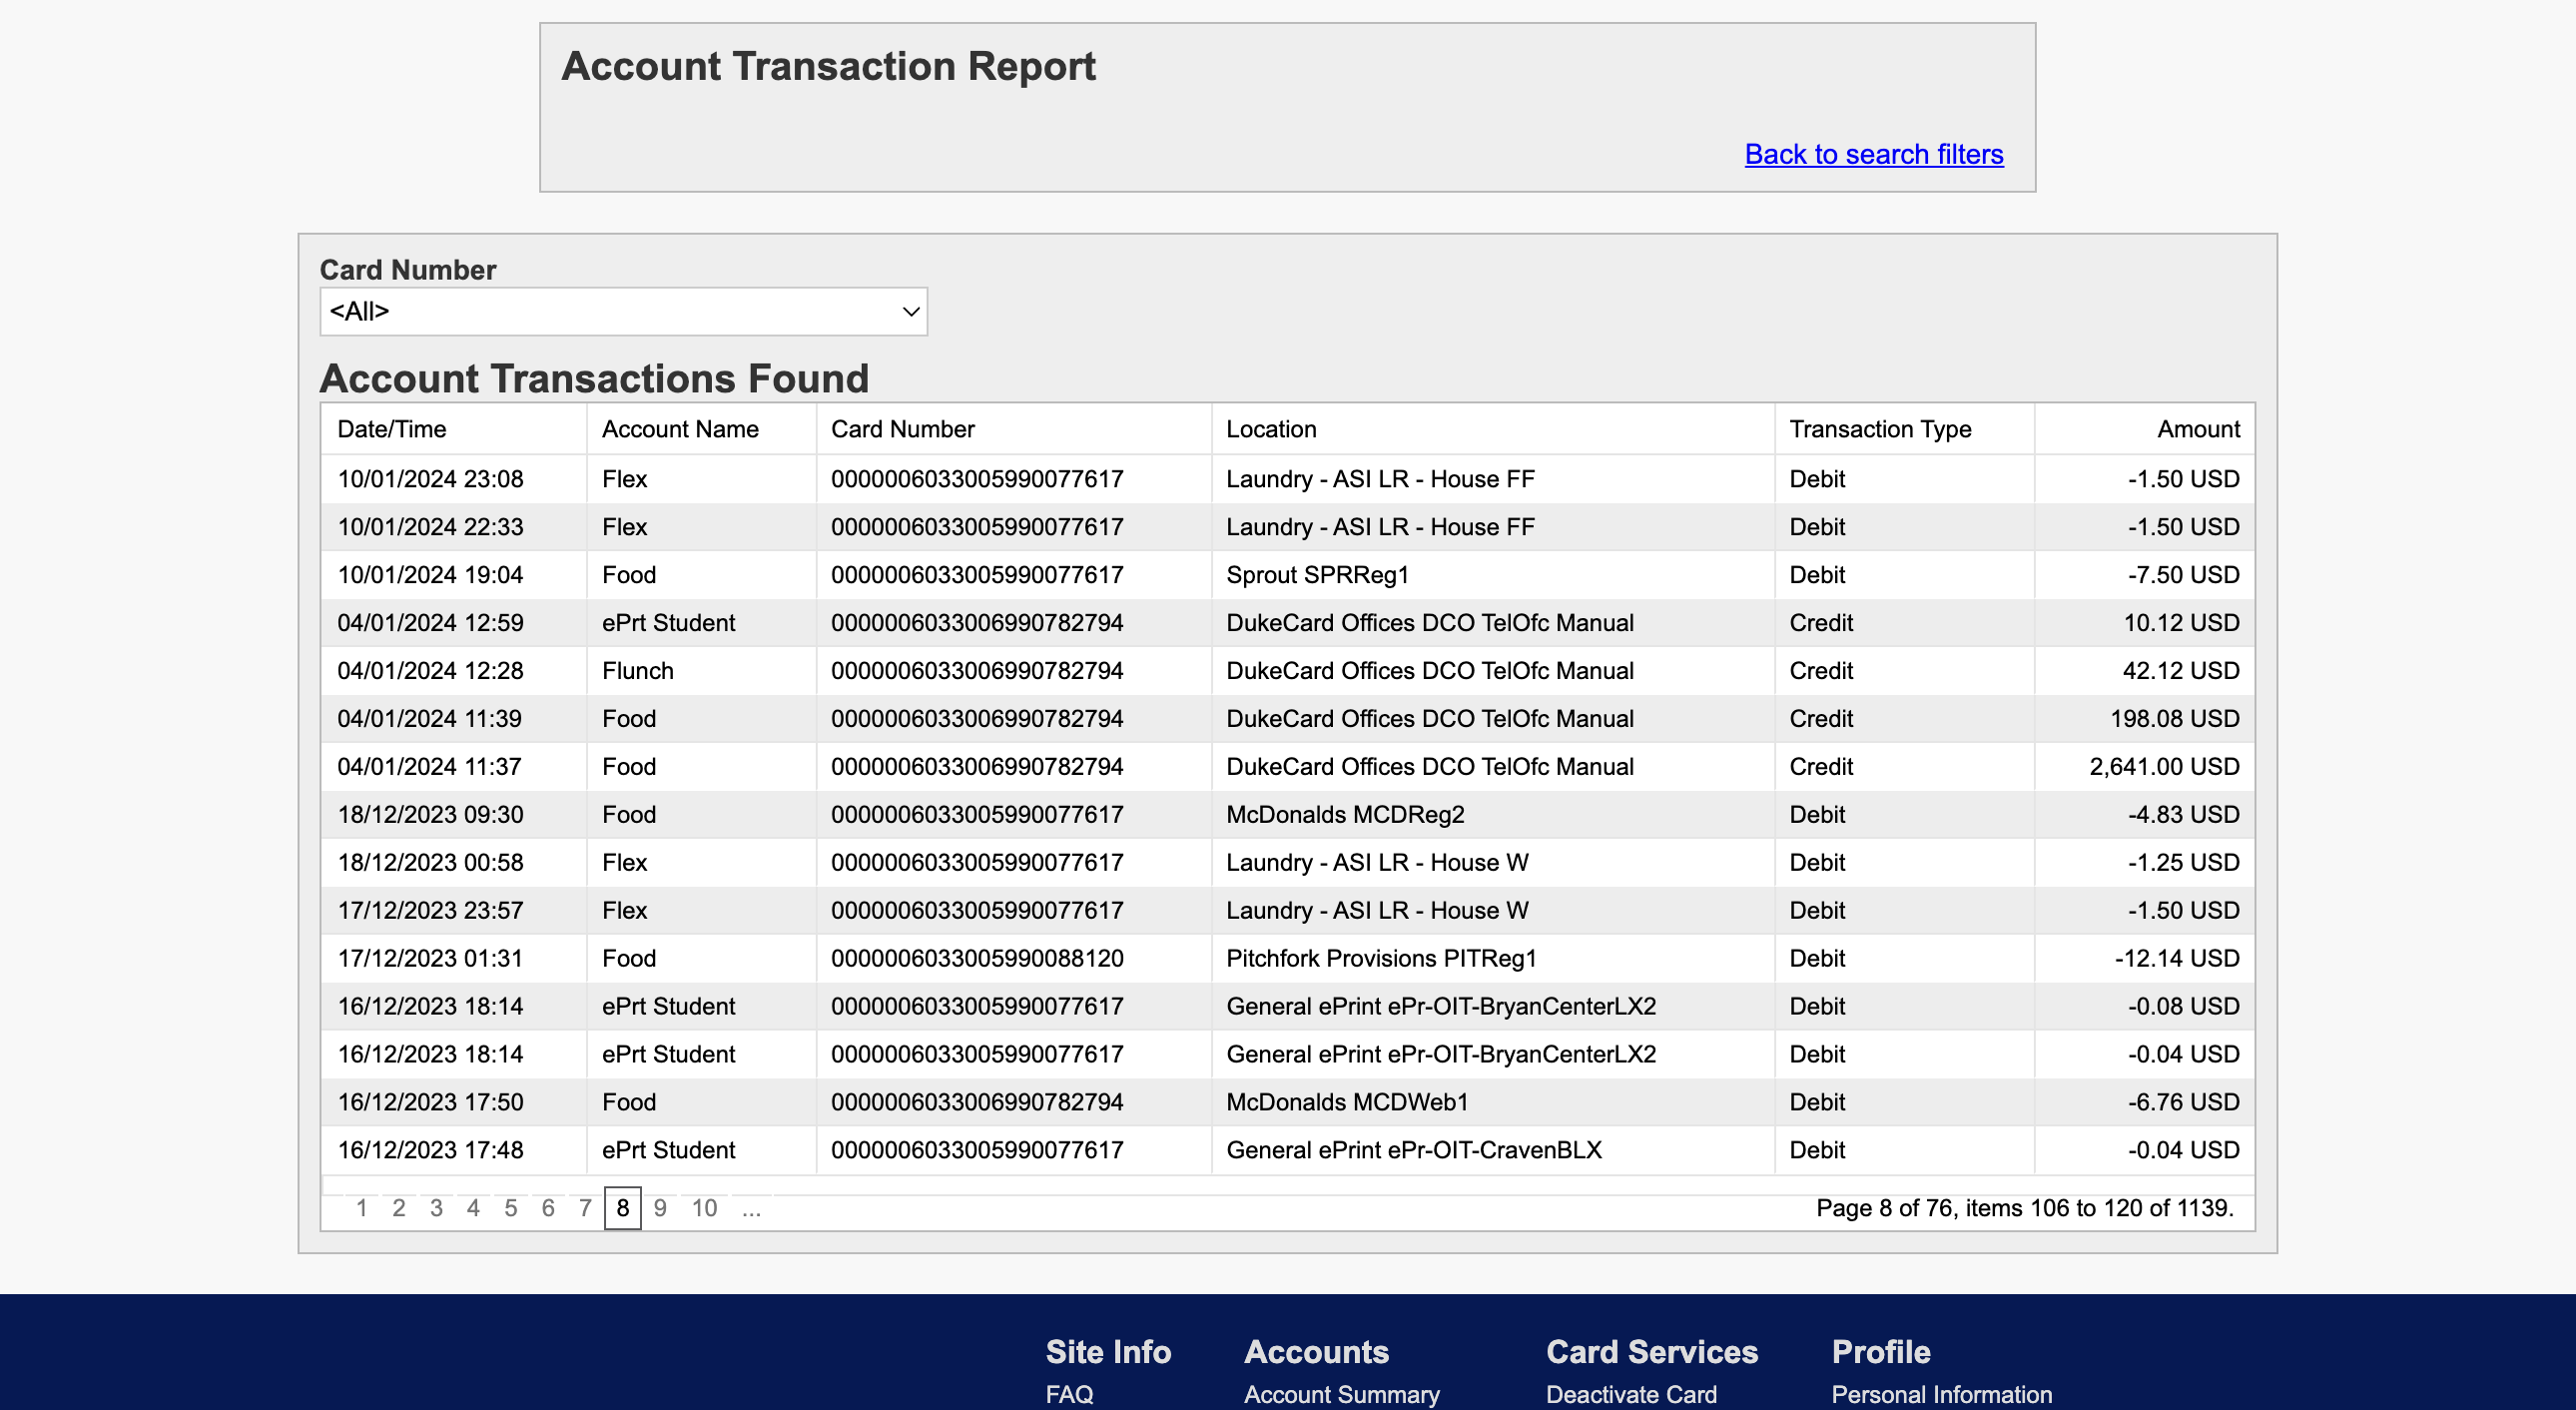 Account Transaction Report
Back to search filters
Card Number
<All>
Account Transactions Found
Date/Time Account Name Card Number Location Transaction Type Amount
10/01/2024 23:08 Flex 0000006033005990077617 Laundry - ASI LR - House FF Debit -1.50 USD
10/01/2024 22:33 Flex 0000006033005990077617 Laundry - ASI LR - House FF Debit -1.50 USD
10/01/2024 19:04 Food 0000006033005990077617 Sprout SPRReg1 Debit -7.50 USD
04/01/2024 12:59 ePrt Student 0000006033006990782794 DukeCard Offices DCO TelOfc Manual Credit 10.12 USD
04/01/2024 12:28 Flunch 0000006033006990782794 DukeCard Offices DCO TelOfc Manual Credit 42.12 USD
04/01/2024 11:39 Food 0000006033006990782794 DukeCard Offices DCO TelOfc Manual Credit 198.08 USD
04/01/2024 11:37 Food 0000006033006990782794 DukeCard Offices DCO TelOfc Manual Credit 2,641.00 USD
18/12/2023 09:30 Food 0000006033005990077617 McDonalds MCDReg2 Debit -4.83 USD
18/12/2023 00:58 Flex 0000006033005990077617 Laundry - ASI LR - House W Debit -1.25 USD
17/12/2023 23:57 Flex 0000006033005990077617 Laundry - ASI LR - House W Debit -1.50 USD
17/12/2023 01:31 Food 0000006033005990088120 Pitchfork Provisions PITReg1 Debit -12.14 USD
16/12/2023 18:14 ePrt Student 0000006033005990077617 General ePrint ePr-OIT-BryanCenterLX2 Debit -0.08 USD
16/12/2023 18:14 ePrt Student 0000006033005990077617 General ePrint ePr-OIT-BryanCenterLX2 Debit -0.04 USD
16/12/2023 17:50 Food 0000006033006990782794 McDonalds MCDWeb1 Debit -6.76 USD
16/12/2023 17:48 ePrt Student 0000006033005990077617 General ePrint ePr-OIT-CravenBLX Debit -0.04 USD
1 2 3 4 5 6 7 8 9 10 ... Page 8 of 76, items 106 to 120 of 1139.
Site Info Accounts Card Services Profile
FAQ Account Summary Deactivate Card Personal Information